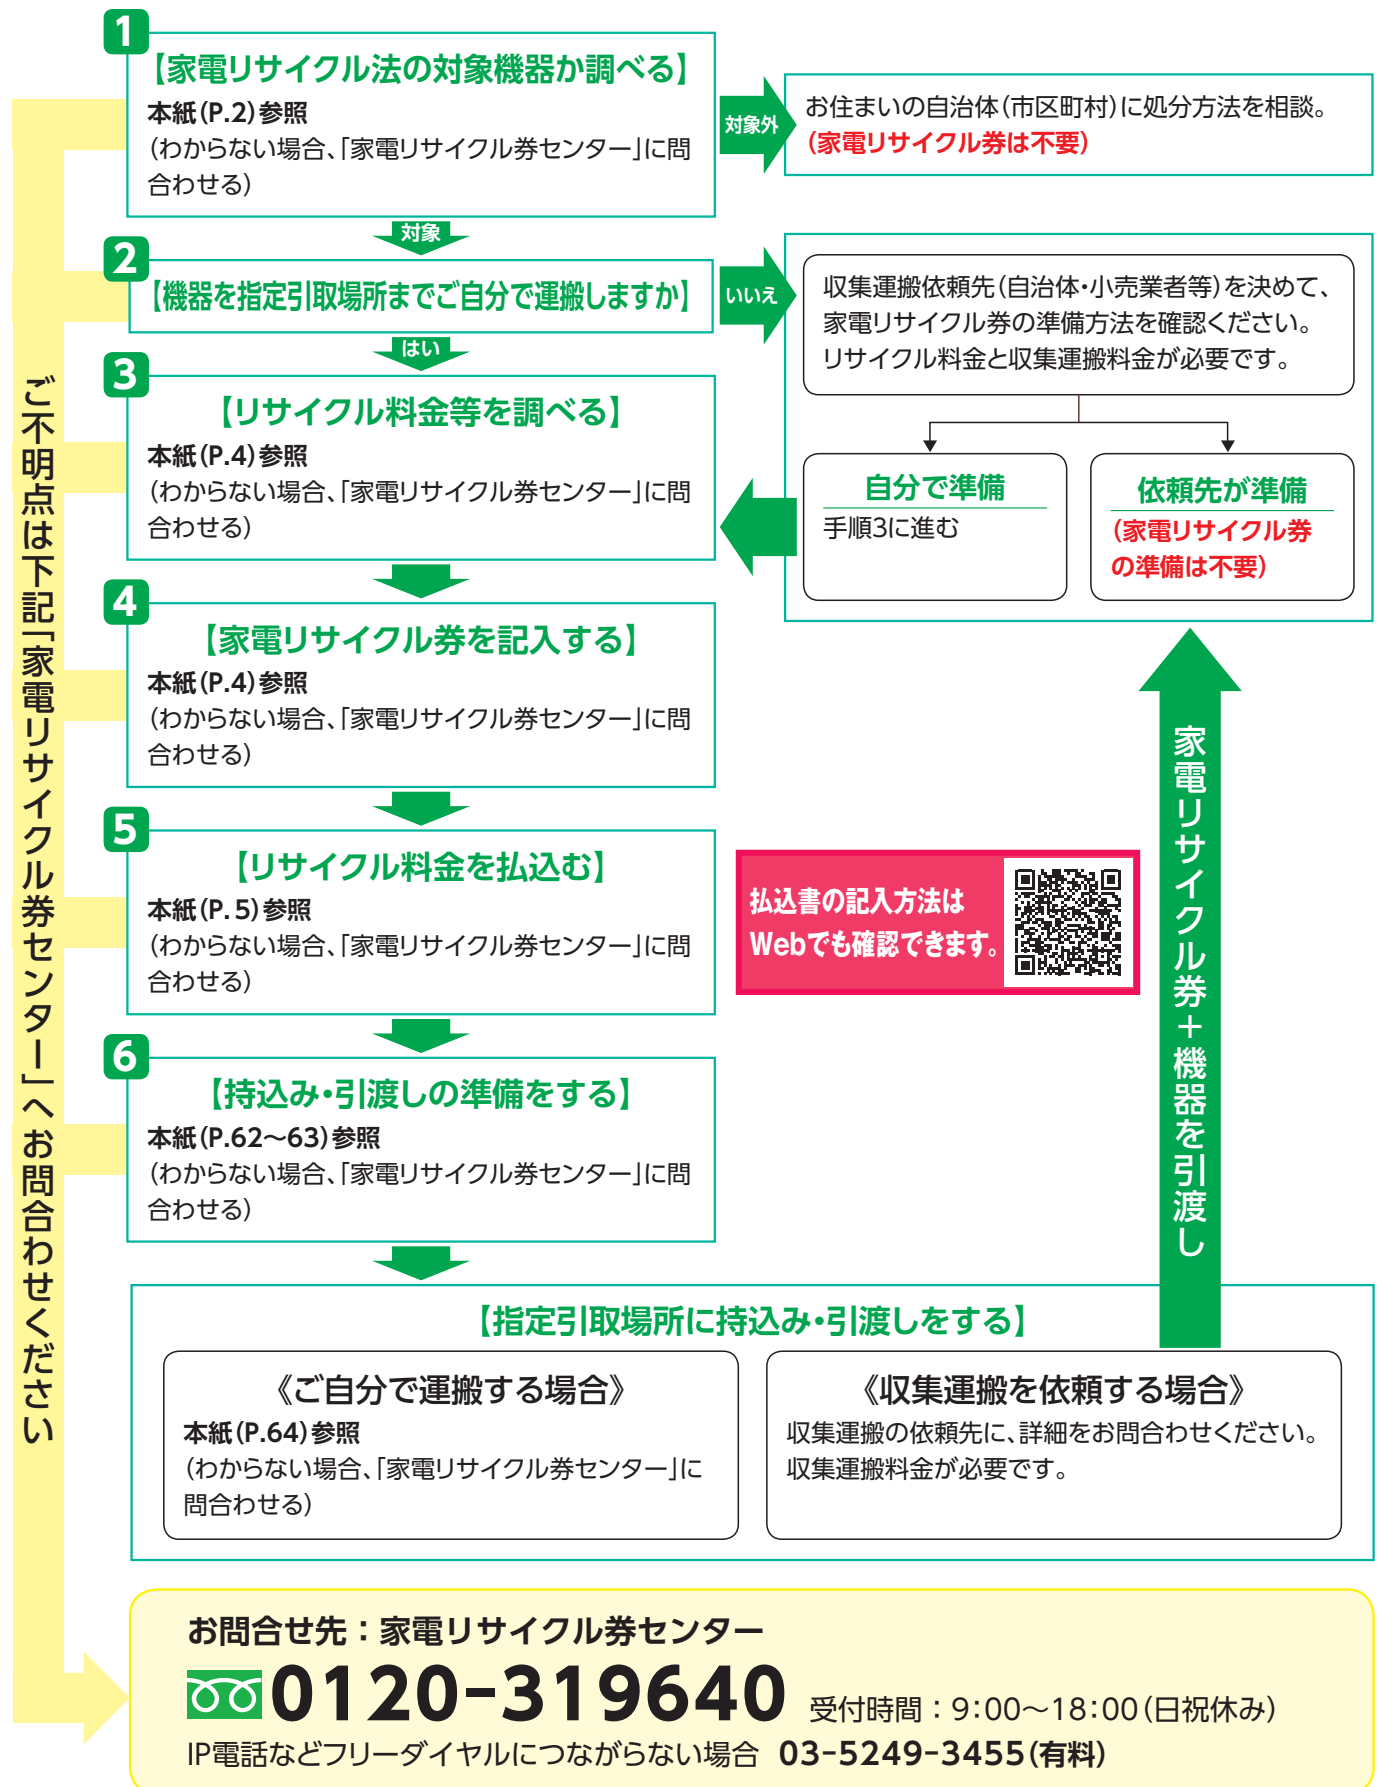 1
【家電リサイクル法の対象機器か調べる】
本紙(P.2)参照
(わからない場合、「家電リサイクル券センター」に問
合わせる)
対象外
お住まいの自治体(市区町村)に処分方法を相談。
(家電リサイクル券は不要)
対象
2
【機器を指定引取場所までご自分で運搬しますか】
いいえ
収集運搬依頼先(自治体・小売業者等)を決めて、
家電リサイクル券の準備方法を確認ください。
リサイクル料金と収集運搬料金が必要です。
自分で準備
手順3に進む
依頼先が準備
(家電リサイクル券
の準備は不要)
はい
3
【リサイクル料金等を調べる】
本紙(P.4)参照
(わからない場合、「家電リサイクル券センター」に問
合わせる)
4
【家電リサイクル券を記入する】
本紙(P.4)参照
(わからない場合、「家電リサイクル券センター」に問
合わせる)
5
【リサイクル料金を払込む】
本紙(P.5)参照
(わからない場合、「家電リサイクル券センター」に問
合わせる)
払込書の記入方法は
Webでも確認できます。
6
【持込み・引渡しの準備をする】
本紙(P.62～63)参照
(わからない場合、「家電リサイクル券センター」に問
合わせる)
家電リサイクル券＋機器を引渡し
【指定引取場所に持込み・引渡しをする】
《ご自分で運搬する場合》
本紙(P.64)参照
(わからない場合、「家電リサイクル券センター」に
問合わせる)
《収集運搬を依頼する場合》
収集運搬の依頼先に、詳細をお問合わせください。
収集運搬料金が必要です。
ご不明点は下記「家電リサイクル券センター」へお問合わせください
お問合せ先：家電リサイクル券センター
0120-319640 受付時間：9:00～18:00(日祝休み)
IP電話などフリーダイヤルにつながらない場合 03-5249-3455(有料)